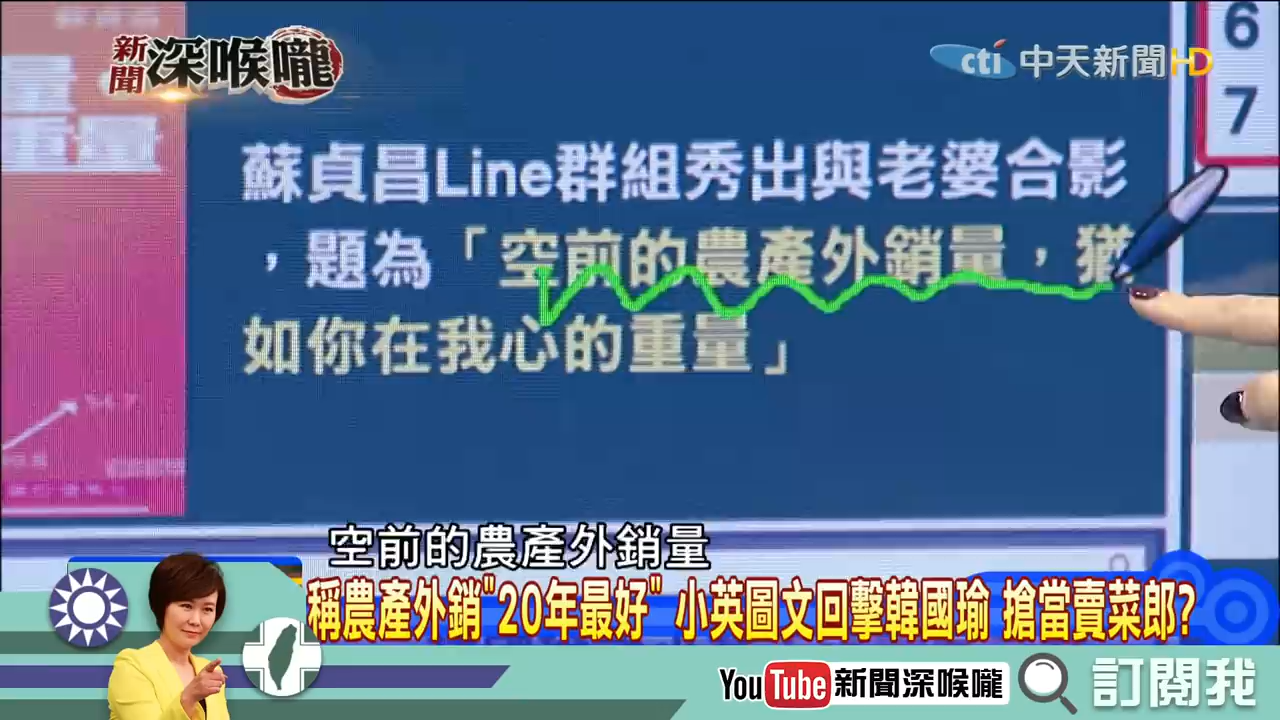 新聞深喉嚨
cti中天新聞HD
6
7
蘇貞昌Line群組秀出與老婆合影
，題為「空前的農產外銷量，猶
如你在我心的重量」
空前的農產外銷量
稱農產外銷"20年最好" 小英圖文回擊韓國瑜 搶當賣菜郎?
YouTube新聞深喉嚨 訂閱我